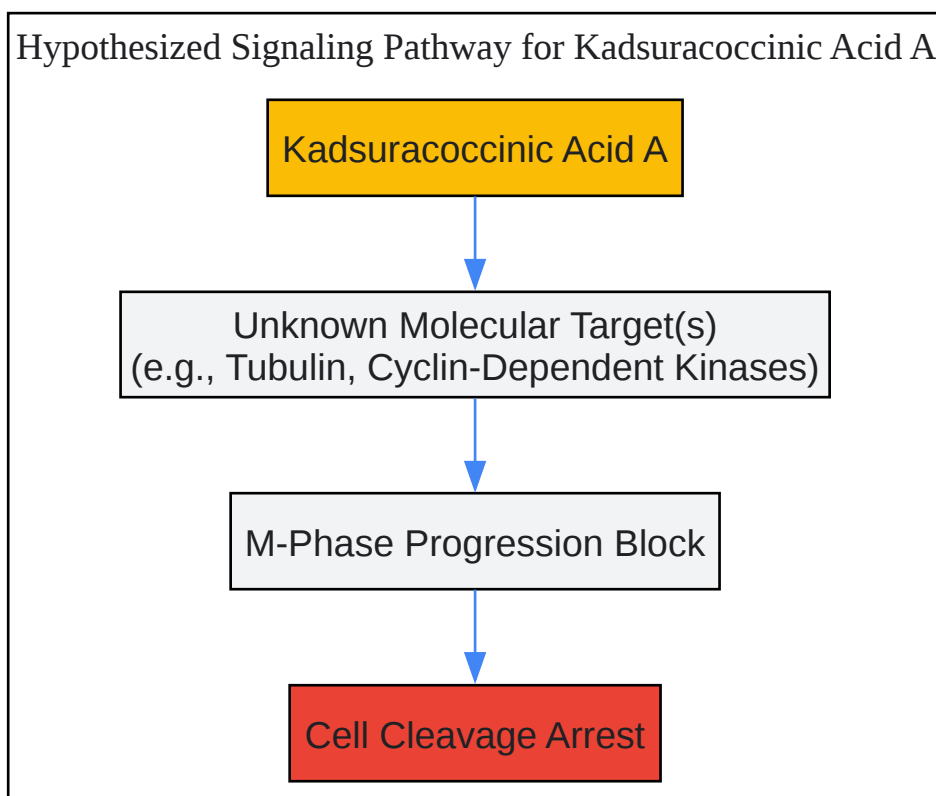 Hypothesized Signaling Pathway for Kadsuracoccinic Acid A
Kadsuracoccinic Acid A
Unknown Molecular Target(s)
(e.g., Tubulin, Cyclin-Dependent Kinases)
M-Phase Progression Block
Cell Cleavage Arrest